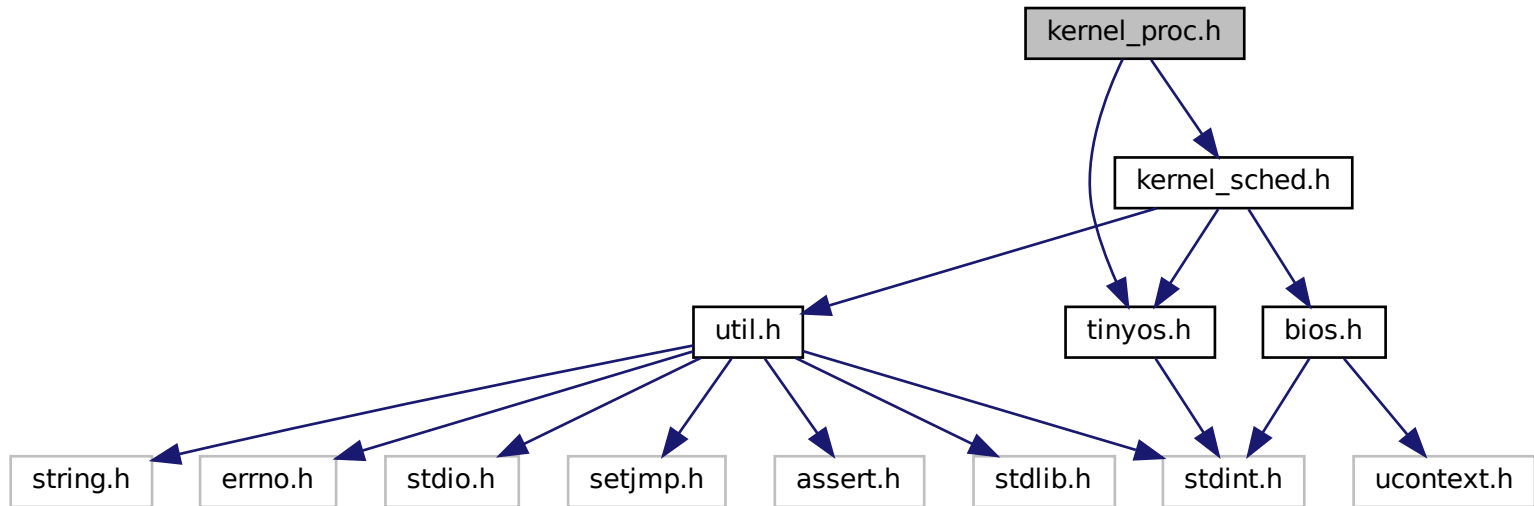 kernel_proc.h
kernel_sched.h
util.h
tinyos.h
bios.h
string.h
errno.h
stdio.h
setjmp.h
assert.h
stdlib.h
stdint.h
ucontext.h